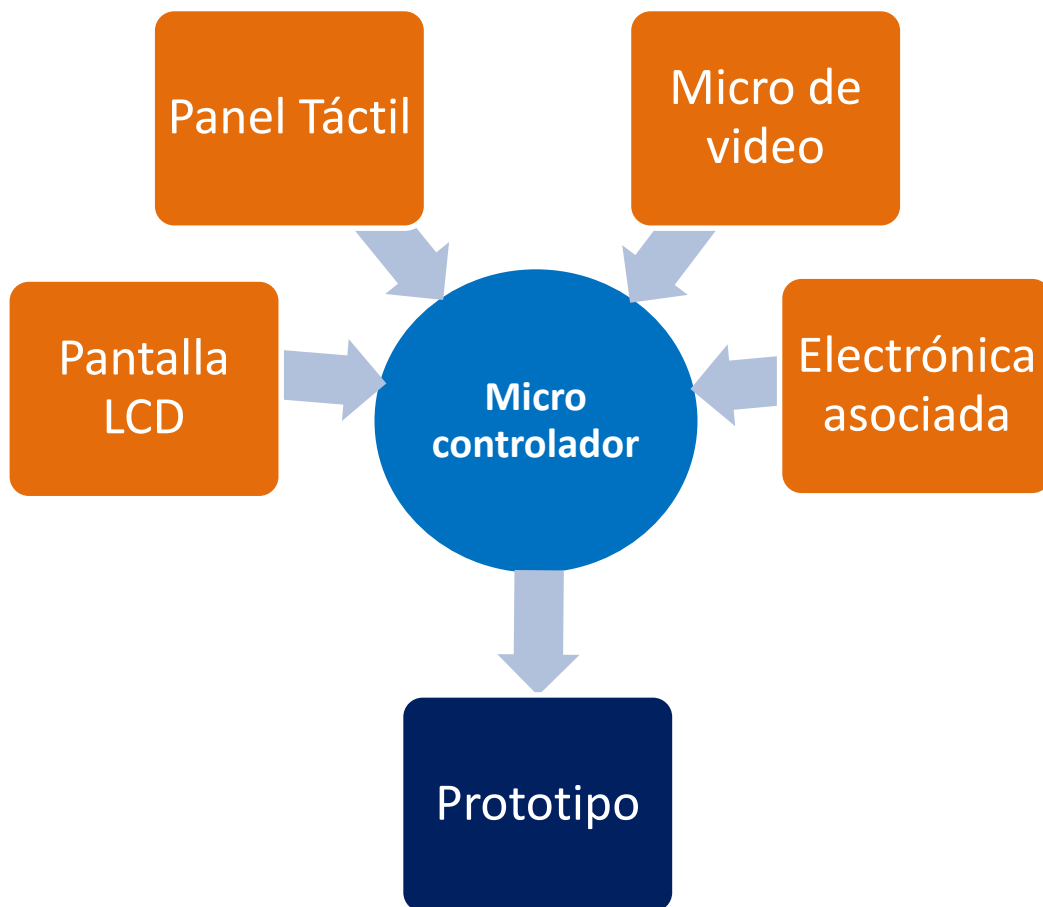 Panel Táctil
Micro de
video
Pantalla
LCD
Micro
controlador
Electrónica
asociada
Prototipo